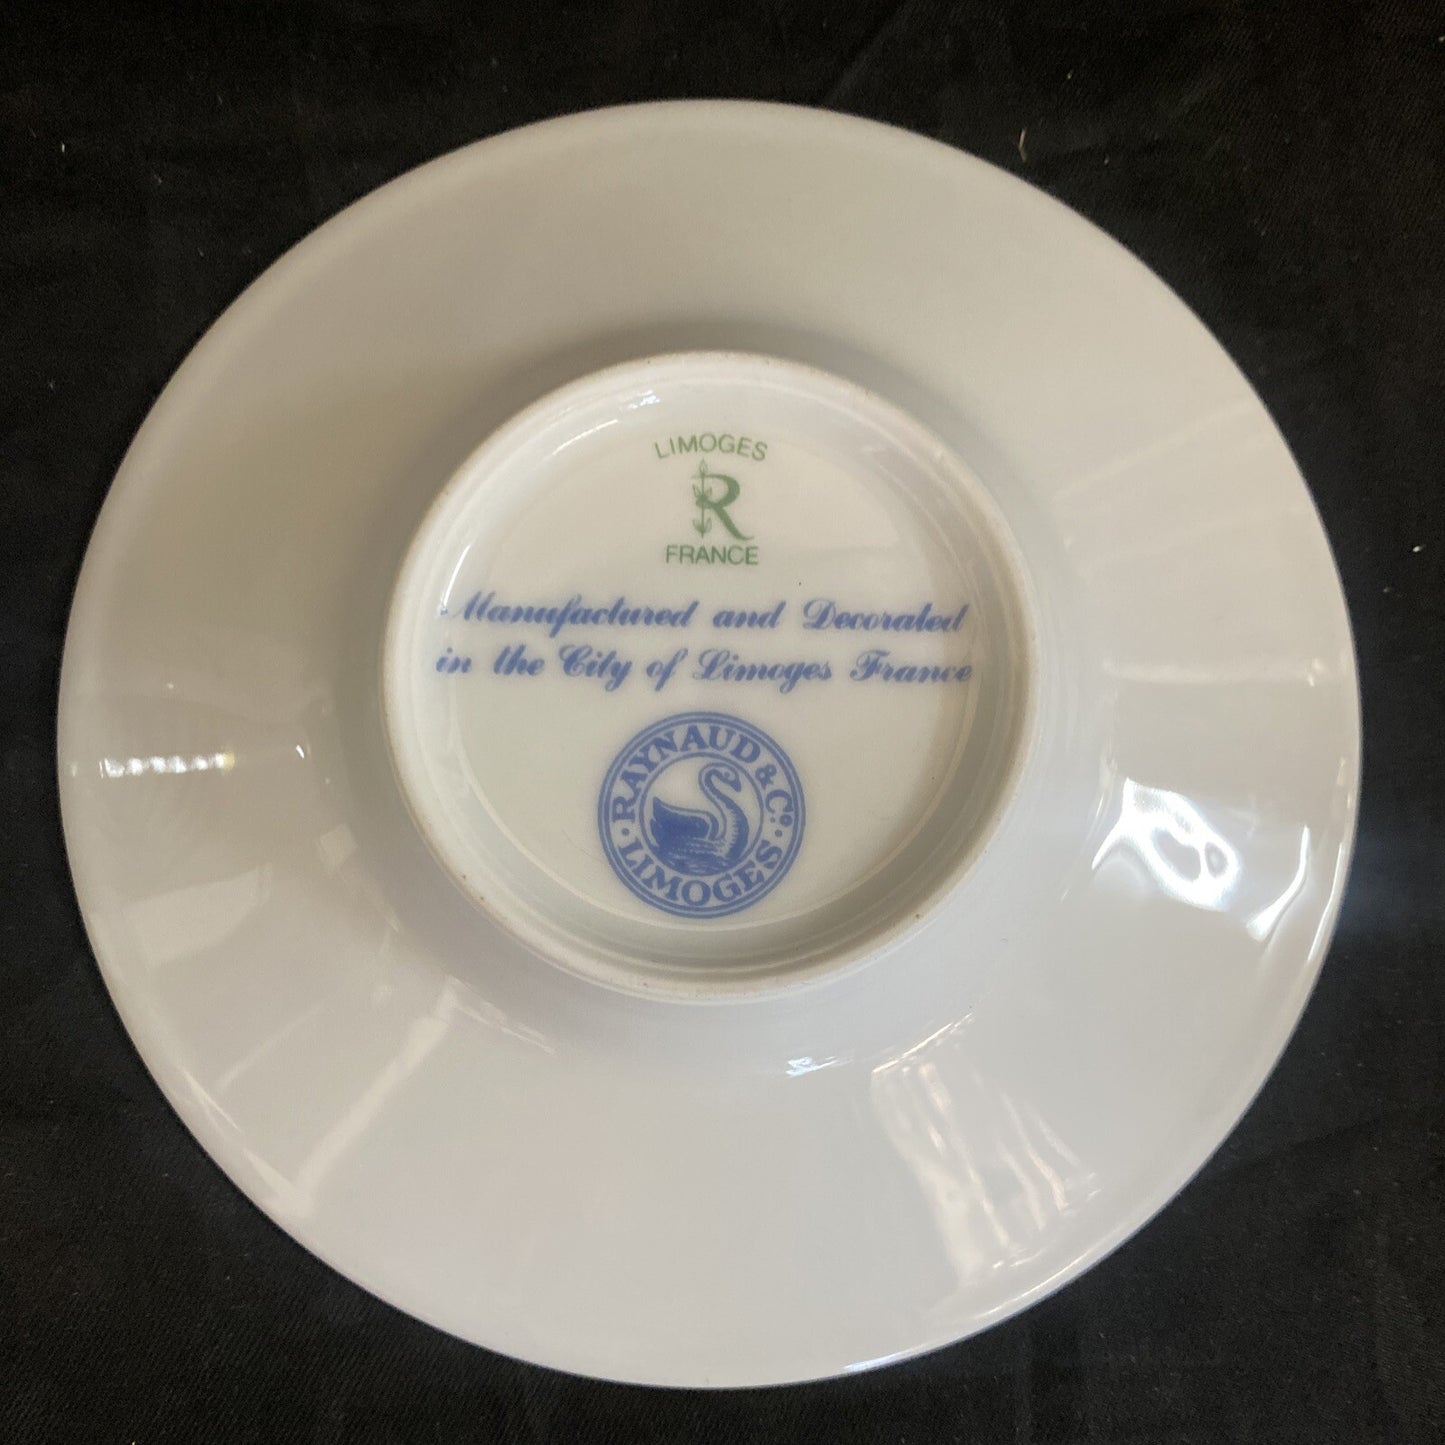 LIMOGES
R
FRANCE
Manufactured and Decorated
in the City of Limoges France
RAYNAUD & Co.
· LIMOGES ·